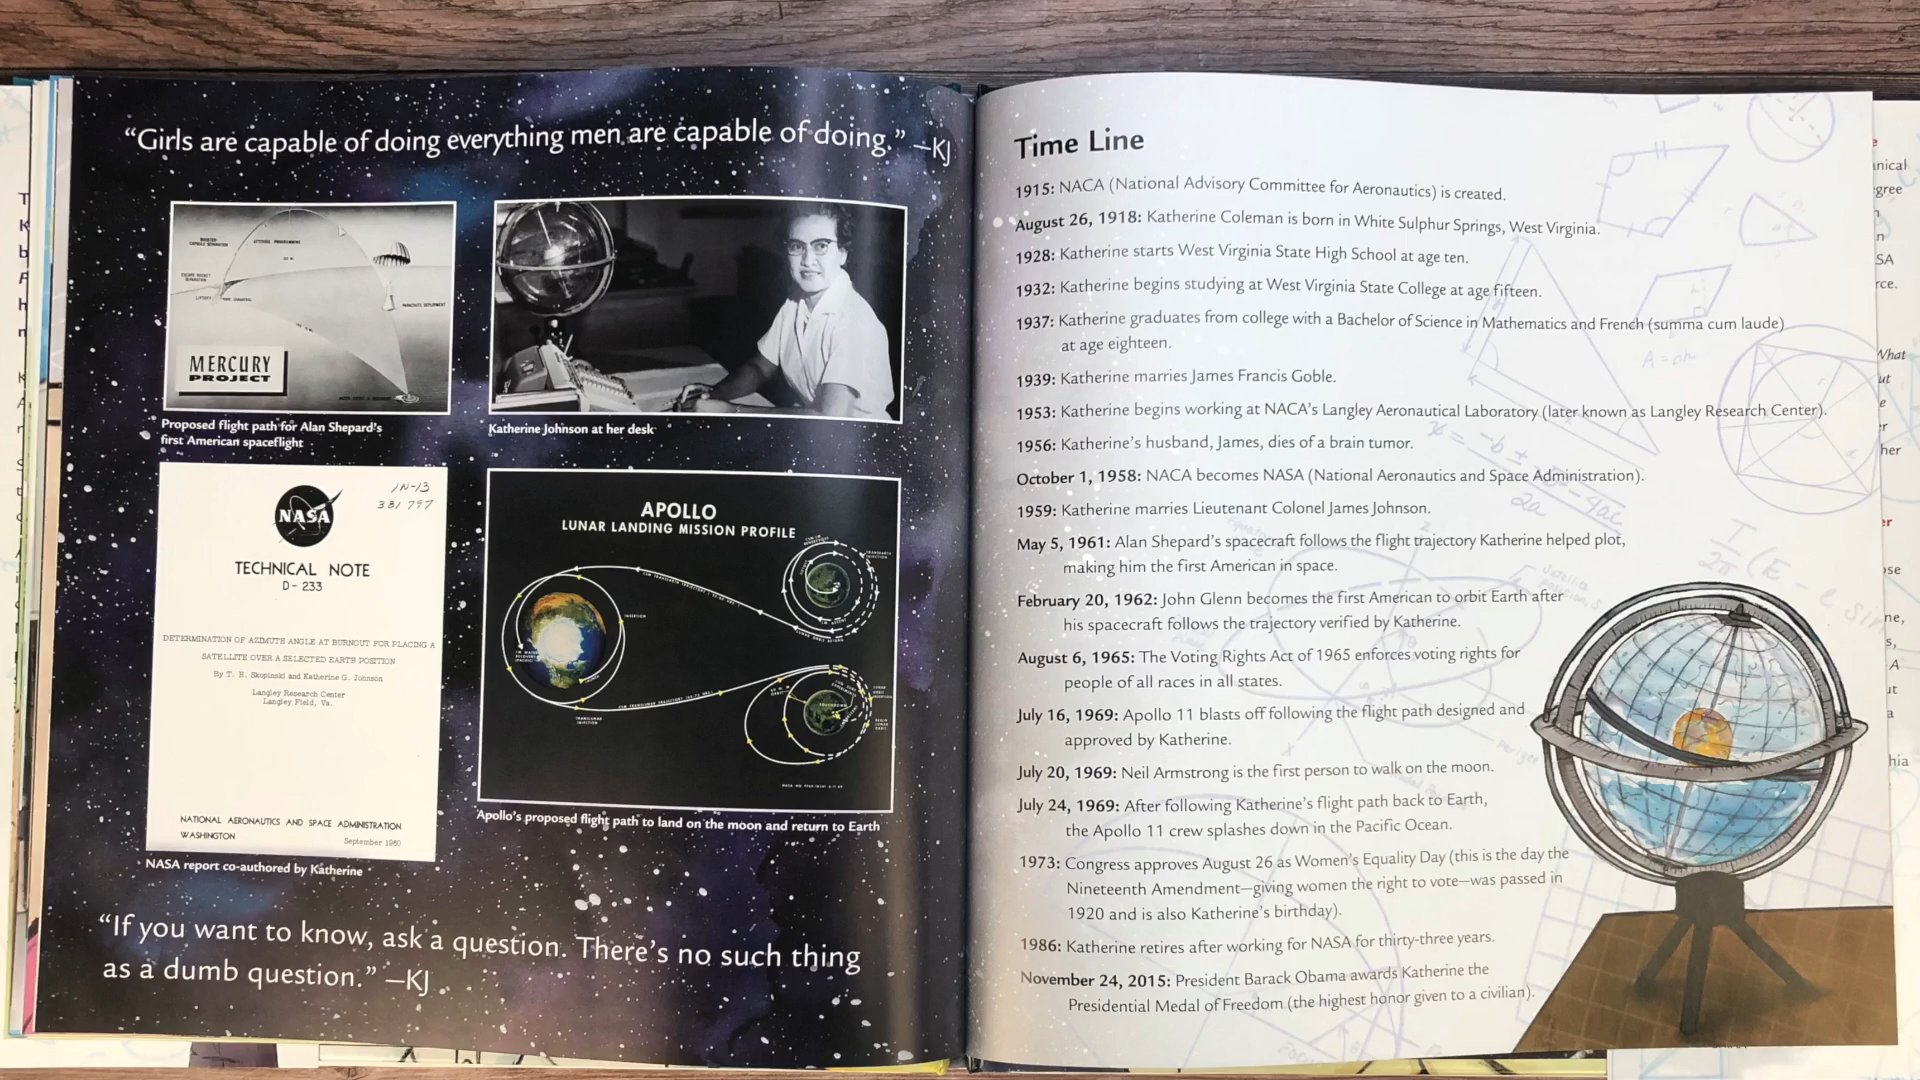 “Girls are capable of doing everything men are capable of doing.” —KJ
MERCURY
PROJECT
Proposed flight path for Alan Shepard's
first American spaceflight
Katherine Johnson at her desk
1N-13
381 797
NASA
TECHNICAL NOTE
D-233
DETERMINATION OF AZIMUTH ANGLE AT BURNOUT FOR PLACING A
SATELLITE OVER A SELECTED EARTH POSITION
By T. H. Skopinski and Katherine G. Johnson
Langley Research Center
Langley Field, Va.
NATIONAL AERONAUTICS AND SPACE ADMINISTRATION
WASHINGTON
September 1960
NASA report co-authored by Katherine
APOLLO
LUNAR LANDING MISSION PROFILE
Apollo's proposed flight path to land on the moon and return to Earth
“If you want to know, ask a question. There's no such thing
as a dumb question.” —KJ
Time Line
1915: NACA (National Advisory Committee for Aeronautics) is created.
August 26, 1918: Katherine Coleman is born in White Sulphur Springs, West Virginia.
1928: Katherine starts West Virginia State High School at age ten.
1932: Katherine begins studying at West Virginia State College at age fifteen.
1937: Katherine graduates from college with a Bachelor of Science in Mathematics and French (summa cum laude)
at age eighteen.
1939: Katherine marries James Francis Goble.
1953: Katherine begins working at NACA's Langley Aeronautical Laboratory (later known as Langley Research Center).
1956: Katherine's husband, James, dies of a brain tumor.
October 1, 1958: NACA becomes NASA (National Aeronautics and Space Administration).
1959: Katherine marries Lieutenant Colonel James Johnson.
May 5, 1961: Alan Shepard's spacecraft follows the flight trajectory Katherine helped plot,
making him the first American in space.
February 20, 1962: John Glenn becomes the first American to orbit Earth after
his spacecraft follows the trajectory verified by Katherine.
August 6, 1965: The Voting Rights Act of 1965 enforces voting rights for
people of all races in all states.
July 16, 1969: Apollo 11 blasts off following the flight path designed and
approved by Katherine.
July 20, 1969: Neil Armstrong is the first person to walk on the moon.
July 24, 1969: After following Katherine's flight path back to Earth,
the Apollo 11 crew splashes down in the Pacific Ocean.
1973: Congress approves August 26 as Women's Equality Day (this is the day the
Nineteenth Amendment—giving women the right to vote—was passed in
1920 and is also Katherine's birthday).
1986: Katherine retires after working for NASA for thirty-three years.
November 24, 2015: President Barack Obama awards Katherine the
Presidential Medal of Freedom (the highest honor given to a civilian).